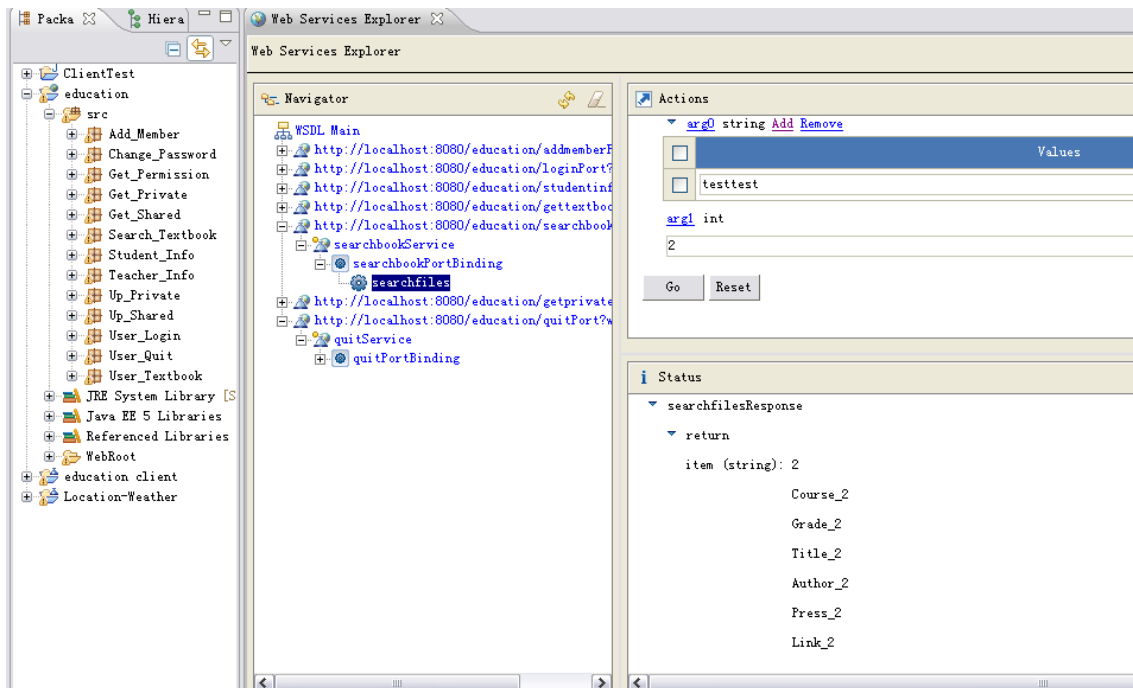 Packa
Hiera
ClientTest
education
src
Add_Member
Change_Password
Get_Permission
Get_Private
Get_Shared
Search_Textbook
Student_Info
Teacher_Info
Up_Private
Up_Shared
User_Login
User_Quit
User_Textbook
JRE System Library [S
Java EE 5 Libraries
Referenced Libraries
WebRoot
education client
Location-Weather
Web Services Explorer
Web Services Explorer
Navigator
WSDL Main
http://localhost:8080/education/addmemberP
http://localhost:8080/education/loginPort?
http://localhost:8080/education/studentinf
http://localhost:8080/education/gettextboo
http://localhost:8080/education/searchbook
searchbookService
searchbookPortBinding
searchfiles
http://localhost:8080/education/getprivate
http://localhost:8080/education/quitPort?w
quitService
quitPortBinding
Actions
arg0 string Add Remove
Values
testtest
arg1 int
2
Go Reset
i Status
searchfilesResponse
return
item (string): 2
Course_2
Grade_2
Title_2
Author_2
Press_2
Link_2